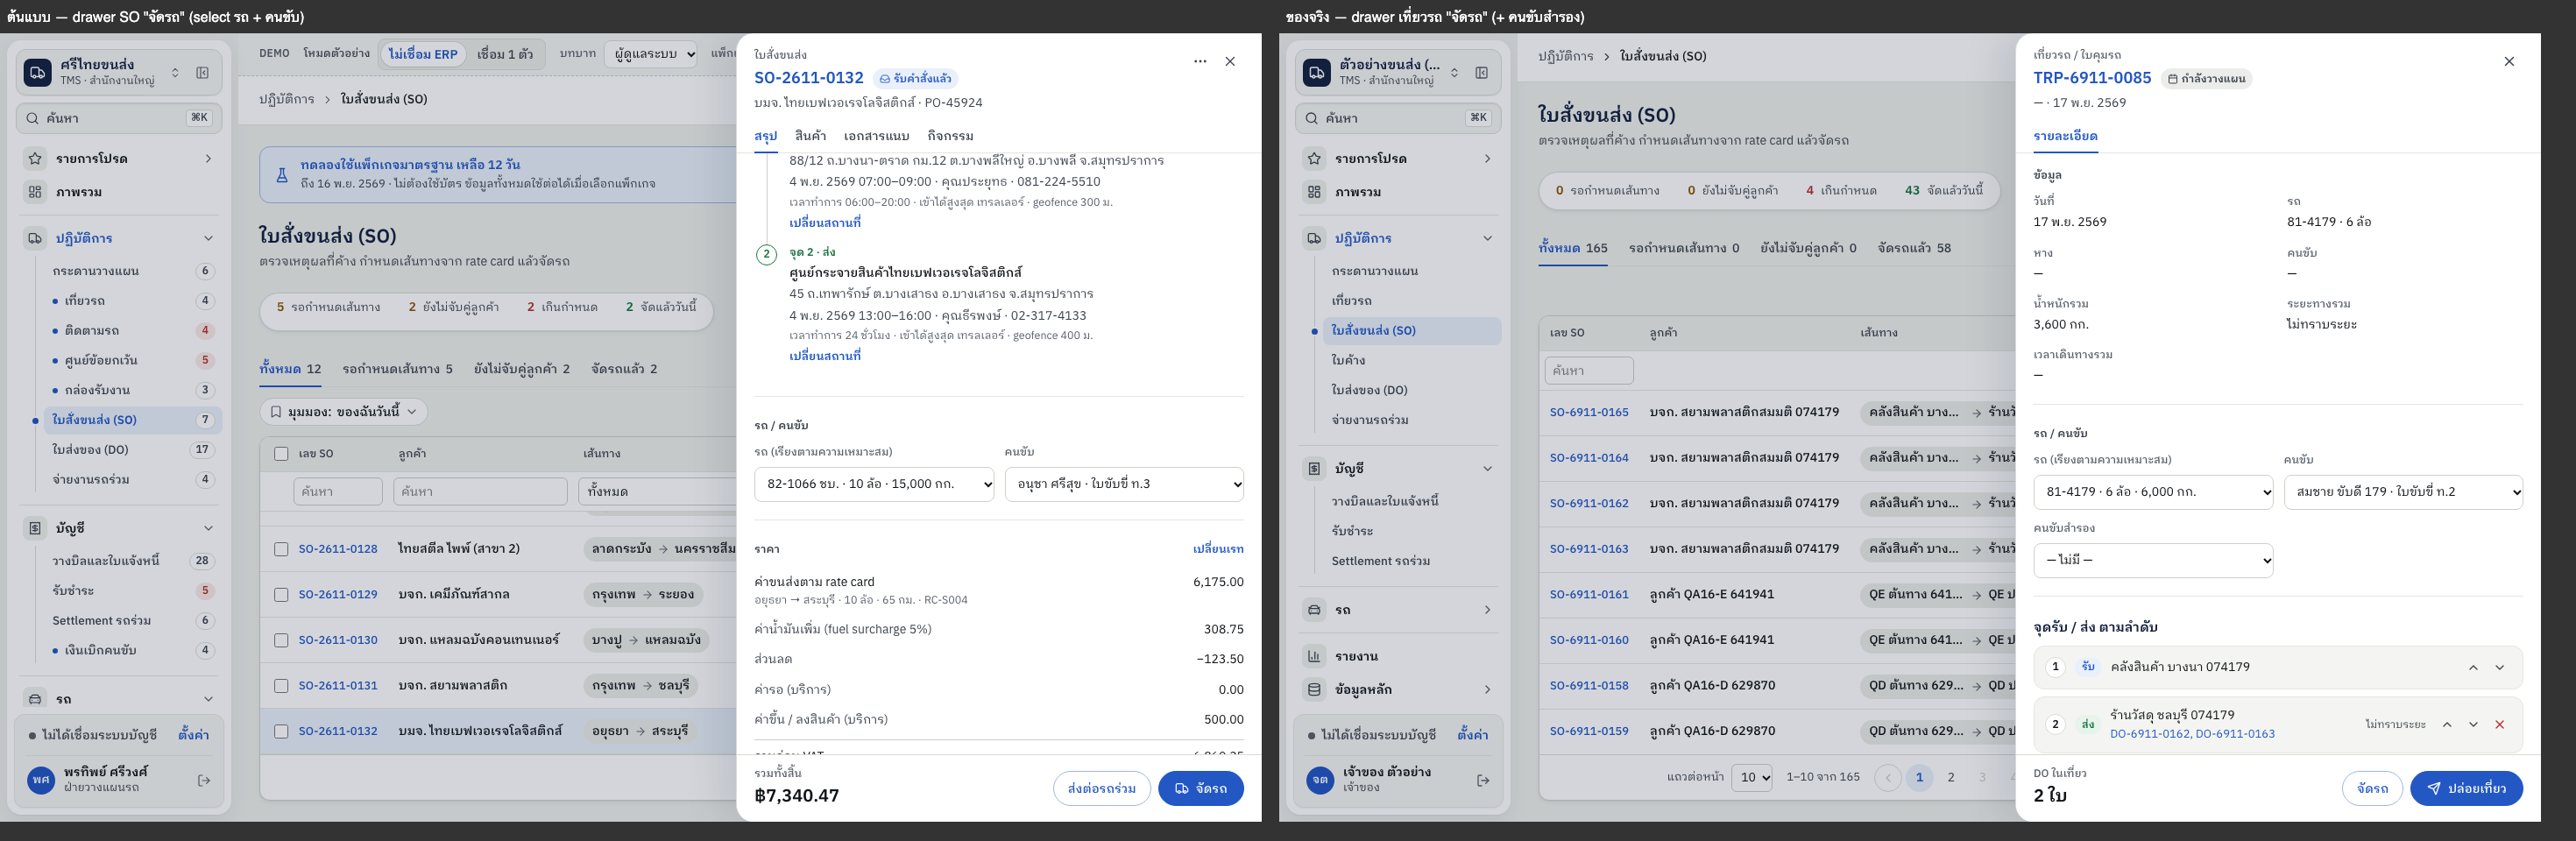 ต้นแบบ — drawer SO "จัดรถ" (select รถ + คนขับ)
ศรีไทยขนส่ง
TMS · สำนักงานใหญ่
ค้นหา ⌘K
รายการโปรด
ภาพรวม
ปฏิบัติการ
กระดานวางแผน 6
เที่ยวรถ 4
ติดตามรถ 4
ศูนย์ข้อยกเว้น 5
กล่องรับงาน 3
ใบสั่งขนส่ง (SO) 7
ใบส่งของ (DO) 17
จ่ายงานรถร่วม 4
บัญชี
วางบิลและใบแจ้งหนี้ 28
รับชำระ 5
Settlement รถร่วม 6
เงินเบิกคนขับ 4
รถ
ไม่ได้เชื่อมระบบบัญชี ตั้งค่า
พศ
พรทิพย์ ศรีวงศ์
ฝ่ายวางแผนรถ
DEMO โหมดตัวอย่าง ไม่เชื่อม ERP เชื่อม 1 ตัว บทบาท ผู้ดูแลระบบ
ปฏิบัติการ > ใบสั่งขนส่ง (SO)
ทดลองใช้แพ็กเกจมาตรฐาน เหลือ 12 วัน
ถึง 16 พ.ย. 2569 · ไม่ต้องใช้บัตร ข้อมูลทั้งหมดใช้ต่อได้เมื่อเลือกแพ็กเกจ
ใบสั่งขนส่ง (SO)
ตรวจเหตุผลที่ค้าง กำหนดเส้นทางจาก rate card แล้วจัดรถ
5 รอกำหนดเส้นทาง 2 ยังไม่จับคู่ลูกค้า 2 เกินกำหนด 2 จัดแล้ววันนี้
ทั้งหมด 12 รอกำหนดเส้นทาง 5 ยังไม่จับคู่ลูกค้า 2 จัดรถแล้ว 2
มุมมอง: ของฉันวันนี้
เลข SO ลูกค้า เส้นทาง
ค้นหา ค้นหา ทั้งหมด
SO-2611-0128 ไทยสตีล ไพพ์ (สาขา 2) ลาดกระบัง → นครราชสีม
SO-2611-0129 บจก. เคมีภัณฑ์สากล กรุงเทพ → ระยอง
SO-2611-0130 บจก. แหลมฉบังคอนเทนเนอร์ บางปู → แหลมฉบัง
SO-2611-0131 บจก. สยามพลาสติก กรุงเทพ → ชลบุรี
SO-2611-0132 บมจ. ไทยเบฟเวอเรจโลจิสติกส์ อยุธยา → สระบุรี
ใบสั่งขนส่ง
SO-2611-0132 รับคำสั่งแล้ว
บมจ. ไทยเบฟเวอเรจโลจิสติกส์ · PO-45924
สรุป สินค้า เอกสารแนบ กิจกรรม
88/12 ถ.บางนา-ตราด กม.12 ต.บางพลีใหญ่ อ.บางพลี จ.สมุทรปราการ
4 พ.ย. 2569 07:00–09:00 · คุณประยุทธ · 081-224-5510
เวลาทำการ 06:00–20:00 · เข้าได้สูงสุด เทรลเลอร์ · geofence 300 ม.
เปลี่ยนสถานที่
2 จุด 2 · ส่ง
ศูนย์กระจายสินค้าไทยเบฟเวอเรจโลจิสติกส์
45 ถ.เทพารักษ์ ต.บางเสาธง อ.บางเสาธง จ.สมุทรปราการ
4 พ.ย. 2569 13:00–16:00 · คุณธีรพงษ์ · 02-317-4133
เวลาทำการ 24 ชั่วโมง · เข้าได้สูงสุด เทรลเลอร์ · geofence 400 ม.
เปลี่ยนสถานที่
รถ / คนขับ
รถ (เรียงตามความเหมาะสม) คนขับ
82-1066 ชบ. · 10 ล้อ · 15,000 กก. อนุชา ศรีสุข · ใบขับขี่ ท.3
ราคา เปลี่ยนเรท
ค่าขนส่งตาม rate card 6,175.00
อยุธยา → สระบุรี · 10 ล้อ · 65 กม. · RC-S004
ค่าน้ำมันเพิ่ม (fuel surcharge 5%) 308.75
ส่วนลด −123.50
ค่ารอ (บริการ) 0.00
ค่าขึ้น / ลงสินค้า (บริการ) 500.00
รวมทั้งสิ้น
฿7,340.47
ส่งต่อรถร่วม จัดรถ
ของจริง — drawer เที่ยวรถ "จัดรถ" (+ คนขับสำรอง)
ตัวอย่างขนส่ง (...
TMS · สำนักงานใหญ่
ค้นหา ⌘K
รายการโปรด
ภาพรวม
ปฏิบัติการ
กระดานวางแผน
เที่ยวรถ
ใบสั่งขนส่ง (SO)
ใบค้าง
ใบส่งของ (DO)
จ่ายงานรถร่วม
บัญชี
วางบิลและใบแจ้งหนี้
รับชำระ
Settlement รถร่วม
รถ
รายงาน
ข้อมูลหลัก
ไม่ได้เชื่อมระบบบัญชี ตั้งค่า
จต
เจ้าของ ตัวอย่าง
เจ้าของ
ปฏิบัติการ > ใบสั่งขนส่ง (SO)
ใบสั่งขนส่ง (SO)
ตรวจเหตุผลที่ค้าง กำหนดเส้นทางจาก rate card แล้วจัดรถ
0 รอกำหนดเส้นทาง 0 ยังไม่จับคู่ลูกค้า 4 เกินกำหนด 43 จัดแล้ววันนี้
ทั้งหมด 165 รอกำหนดเส้นทาง 0 ยังไม่จับคู่ลูกค้า 0 จัดรถแล้ว 58
เลข SO ลูกค้า เส้นทาง
ค้นหา
SO-6911-0165 บจก. สยามพลาสติกสมมติ 074179 คลังสินค้า บาง... → ร้านวั
SO-6911-0164 บจก. สยามพลาสติกสมมติ 074179 คลังสินค้า บาง... → ร้านวั
SO-6911-0162 บจก. สยามพลาสติกสมมติ 074179 คลังสินค้า บาง... → ร้านวั
SO-6911-0163 บจก. สยามพลาสติกสมมติ 074179 คลังสินค้า บาง... → ร้านวั
SO-6911-0161 ลูกค้า QA16-E 641941 QE ต้นทาง 641... → QE ป
SO-6911-0160 ลูกค้า QA16-E 641941 QE ต้นทาง 641... → QE ป
SO-6911-0158 ลูกค้า QA16-D 629870 QD ต้นทาง 629... → QD ป
SO-6911-0159 ลูกค้า QA16-D 629870 QD ต้นทาง 629... → QD ป
แถวต่อหน้า 10 1–10 จาก 165 1 2 3
เที่ยวรถ / ใบคุมรถ
TRP-6911-0085 กำลังวางแผน
— · 17 พ.ย. 2569
รายละเอียด
ข้อมูล
วันที่ รถ
17 พ.ย. 2569 81-4179 · 6 ล้อ
หาง คนขับ
— —
น้ำหนักรวม ระยะทางรวม
3,600 กก. ไม่ทราบระยะ
เวลาเดินทางรวม
—
รถ / คนขับ
รถ (เรียงตามความเหมาะสม) คนขับ
81-4179 · 6 ล้อ · 6,000 กก. สมชาย ขับดี 179 · ใบขับขี่ ท.2
คนขับสำรอง
— ไม่มี —
จุดรับ / ส่ง ตามลำดับ
1 รับ คลังสินค้า บางนา 074179
2 ส่ง ร้านวัสดุ ชลบุรี 074179 ไม่ทราบระยะ
DO-6911-0162, DO-6911-0163
DO ในเที่ยว
2 ใบ
จัดรถ ปล่อยเที่ยว